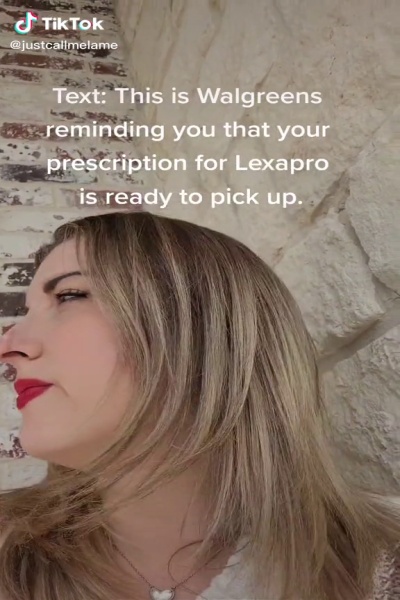 TikTok
@justcallmelame
Text: This is Walgreens
reminding you that your
prescription for Lexapro
is ready to pick up.